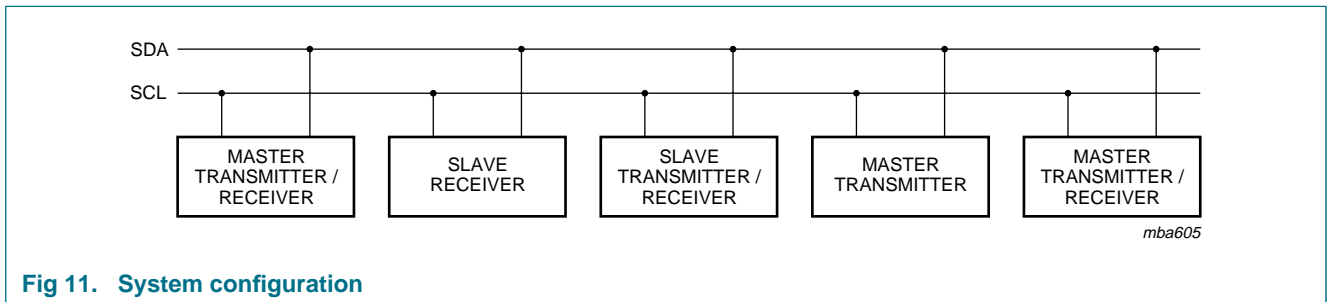 SDA
SCL
MASTER
TRANSMITTER /
RECEIVER
SLAVE
RECEIVER
SLAVE
TRANSMITTER /
RECEIVER
MASTER
TRANSMITTER
MASTER
TRANSMITTER /
RECEIVER
mba605
Fig 11. System configuration